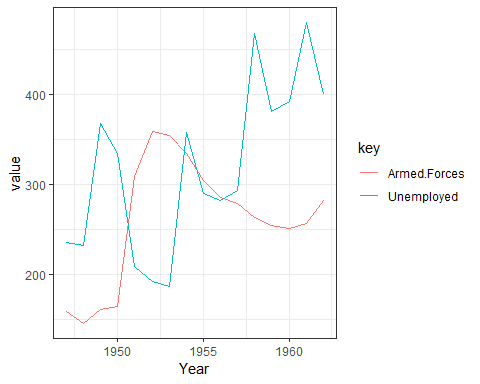 400
300
200
value
1950
1955
1960
Year
key
Armed.Forces
Unemployed